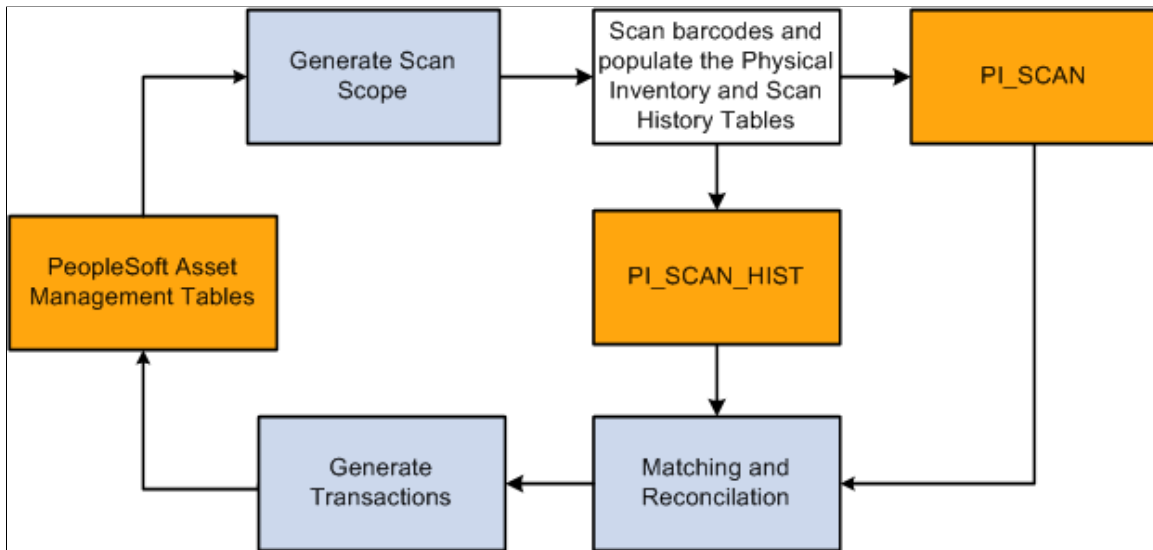 Generate Scan
Scope
Scan barcodes and
populate the Physical
Inventory and Scan
History Tables
PI_SCAN
PeopleSoft Asset
Management Tables
PI_SCAN_HIST
Generate
Transactions
Matching and
Reconcilation